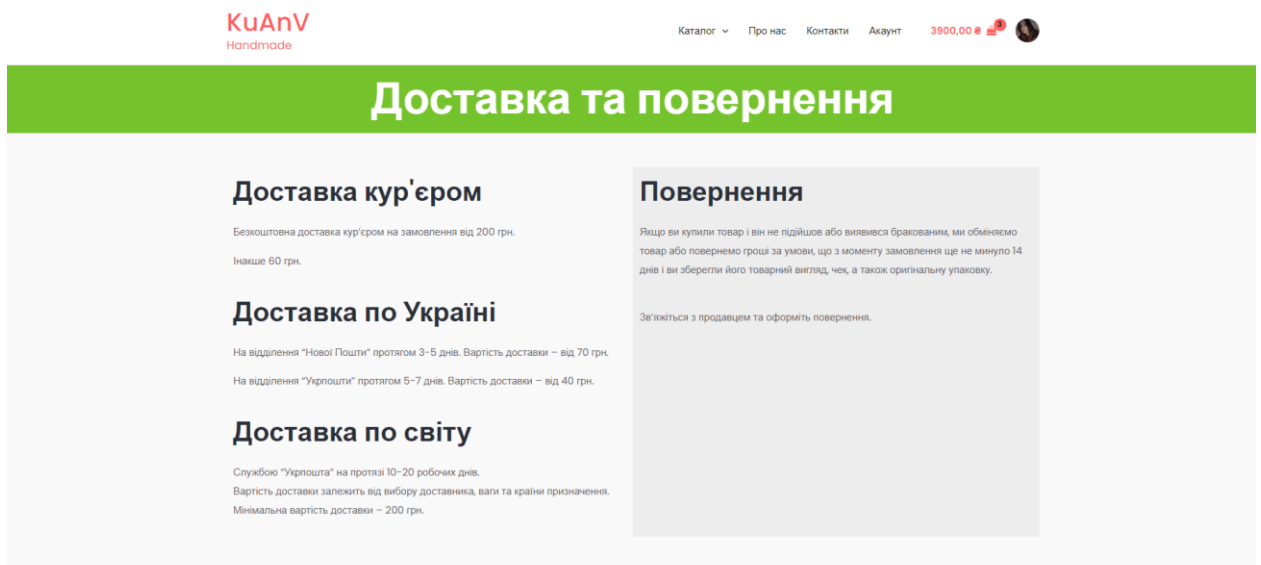 KuAnV
Handmade
Каталог
Про нас
Контакти
Акаунт
3900,00 ₴
3
Доставка та повернення
Доставка кур'єром
Безкоштовна доставка кур'єром на замовлення від 200 грн.
Інакше 60 грн.
Доставка по Україні
На відділення “Нової Пошти” протягом 3-5 днів. Вартість доставки – від 70 грн.
На відділення “Укрпошти” протягом 5-7 днів. Вартість доставки – від 40 грн.
Доставка по світу
Службою “Укрпошта” на протязі 10-20 робочих днів.
Вартість доставки залежить від вибору доставника, ваги та країни призначення.
Мінімальна вартість доставки – 200 грн.
Повернення
Якщо ви купили товар і він не підійшов або виявився бракованим, ми обміняємо
товар або повернемо гроші за умови, що з моменту замовлення ще не минуло 14
днів і ви зберегли його товарний вигляд, чек, а також оригінальну упаковку.
Зв'яжіться з продавцем та оформіть повернення.